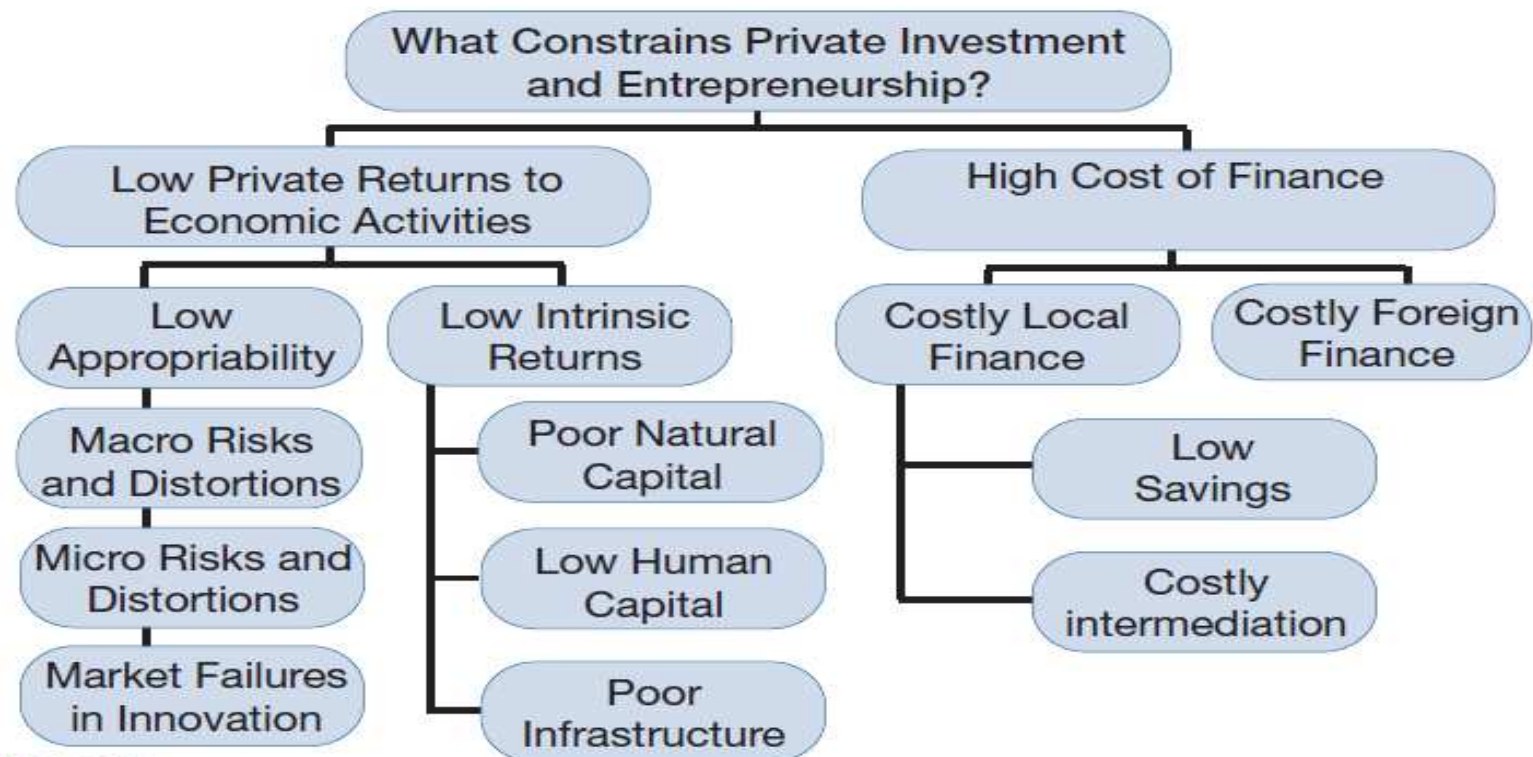 What Constrains Private Investment
and Entrepreneurship?
Low Private Returns to
Economic Activities
High Cost of Finance
Low
Appropriability
Low Intrinsic
Returns
Costly Local
Finance
Costly Foreign
Finance
Macro Risks
and Distortions
Poor Natural
Capital
Low
Savings
Micro Risks and
Distortions
Low Human
Capital
Costly
intermediation
Market Failures
in Innovation
Poor
Infrastructure